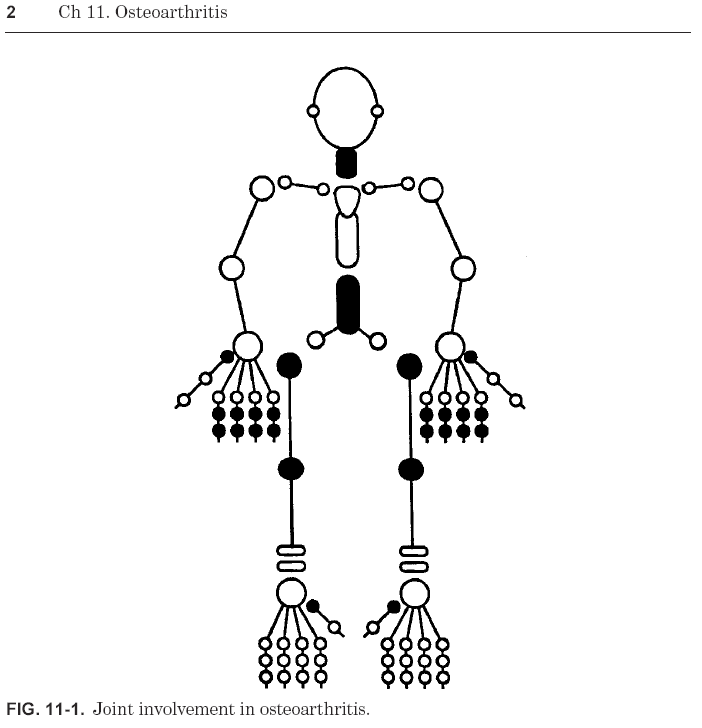 2 Ch 11. Osteoarthritis
FIG. 11-1. Joint involvement in osteoarthritis.